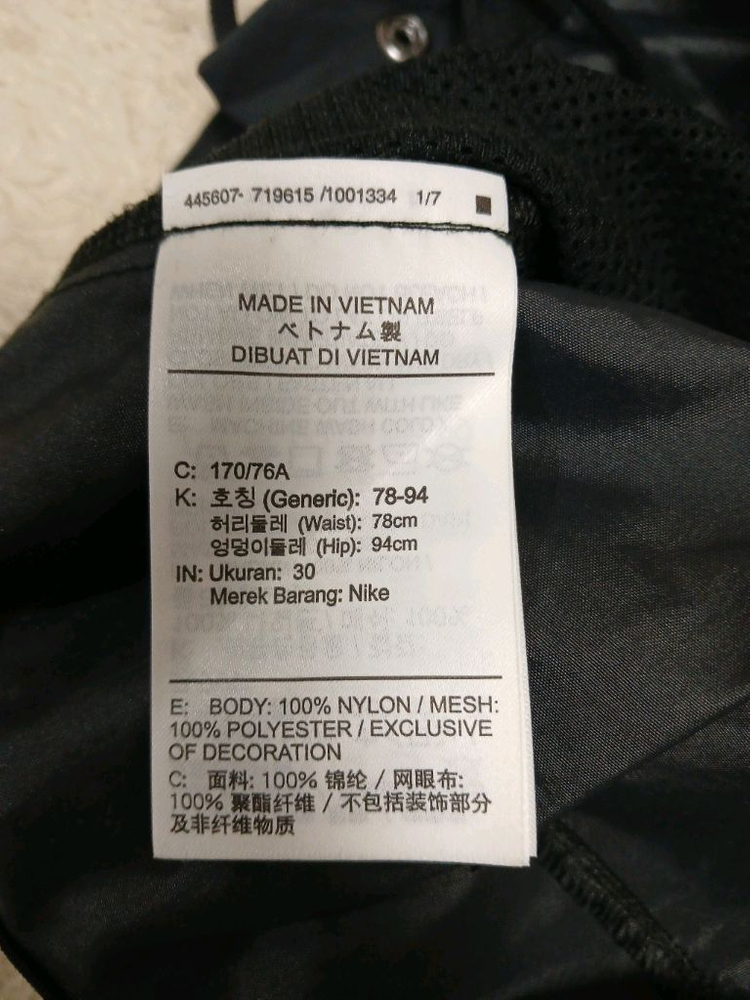 445607- 719615 /1001334 1/7
MADE IN VIETNAM
ベトナム製
DIBUAT DI VIETNAM
C: 170/76A
K: 호칭 (Generic): 78-94
허리둘레 (Waist): 78cm
엉덩이둘레 (Hip): 94cm
IN: Ukuran: 30
Merek Barang: Nike
E: BODY: 100% NYLON / MESH:
100% POLYESTER / EXCLUSIVE
OF DECORATION
C: 面料: 100% 锦纶 / 网眼布:
100% 聚酯纤维 / 不包括装饰部分
及非纤维物质